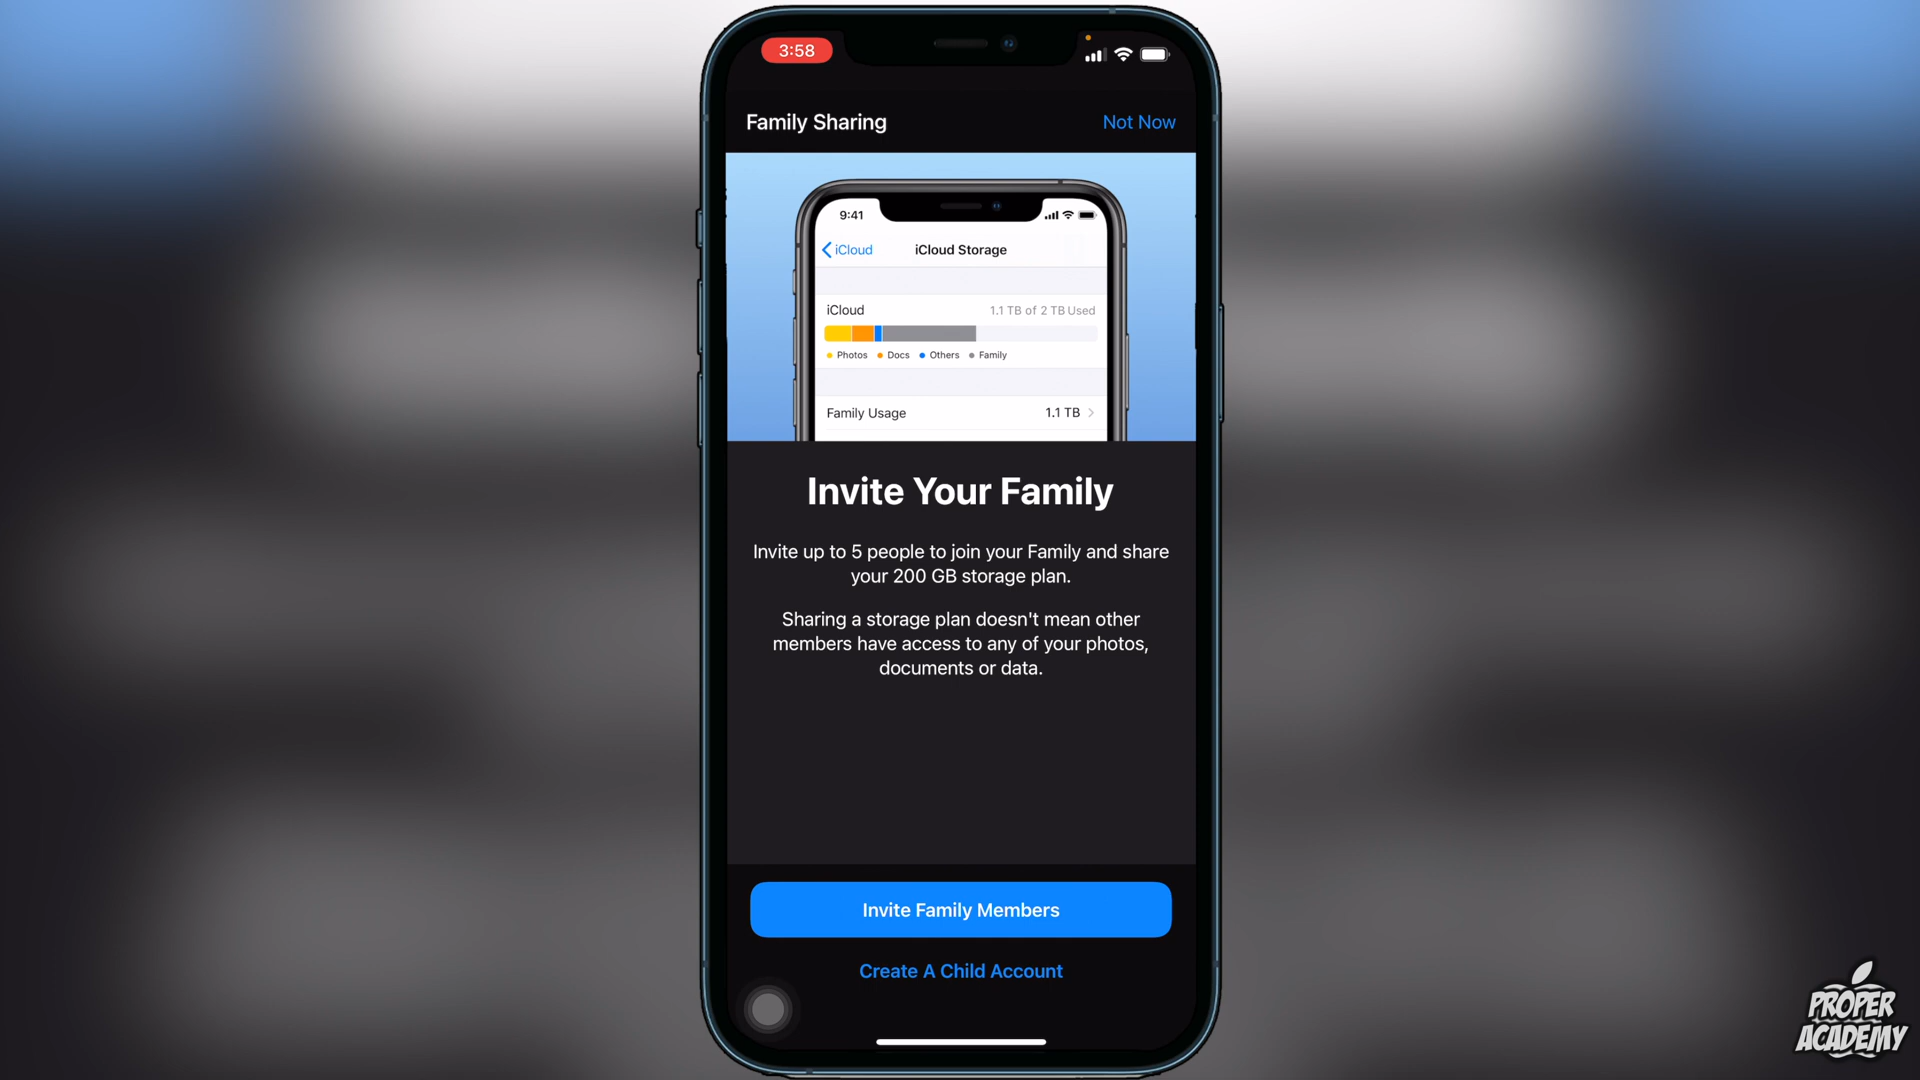 3:58
Family Sharing
Not Now
9:41
iCloud
iCloud Storage
iCloud
1.1 TB of 2 TB Used
Photos Docs Others Family
Family Usage
1.1 TB
Invite Your Family
Invite up to 5 people to join your Family and share
your 200 GB storage plan.
Sharing a storage plan doesn't mean other
members have access to any of your photos,
documents or data.
Invite Family Members
Create A Child Account
PROPER
ACADEMY